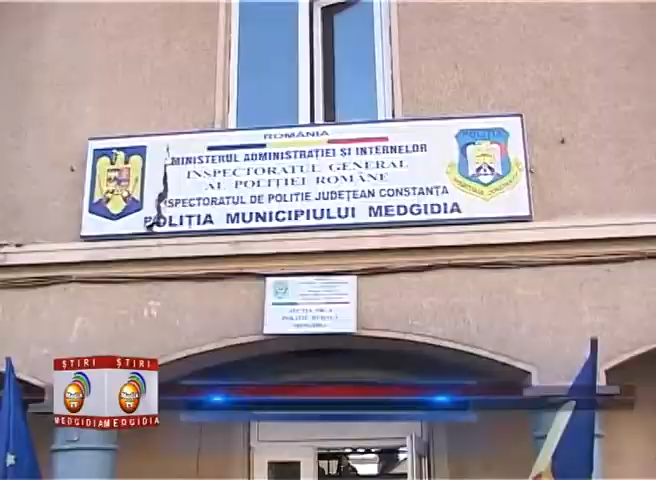 ROMÂNIA
MINISTERUL ADMINISTRAȚIEI ȘI INTERNELOR
INSPECTORATUL GENERAL
AL POLIȚIEI ROMÂNE
INSPECTORATUL DE POLIȚIE JUDEȚEAN CONSTANȚA
POLIȚIA MUNICIPIULUI MEDGIDIA
POLIȚIA
ȘTIRI ȘTIRI
MEDGIDIA MEDGIDIA